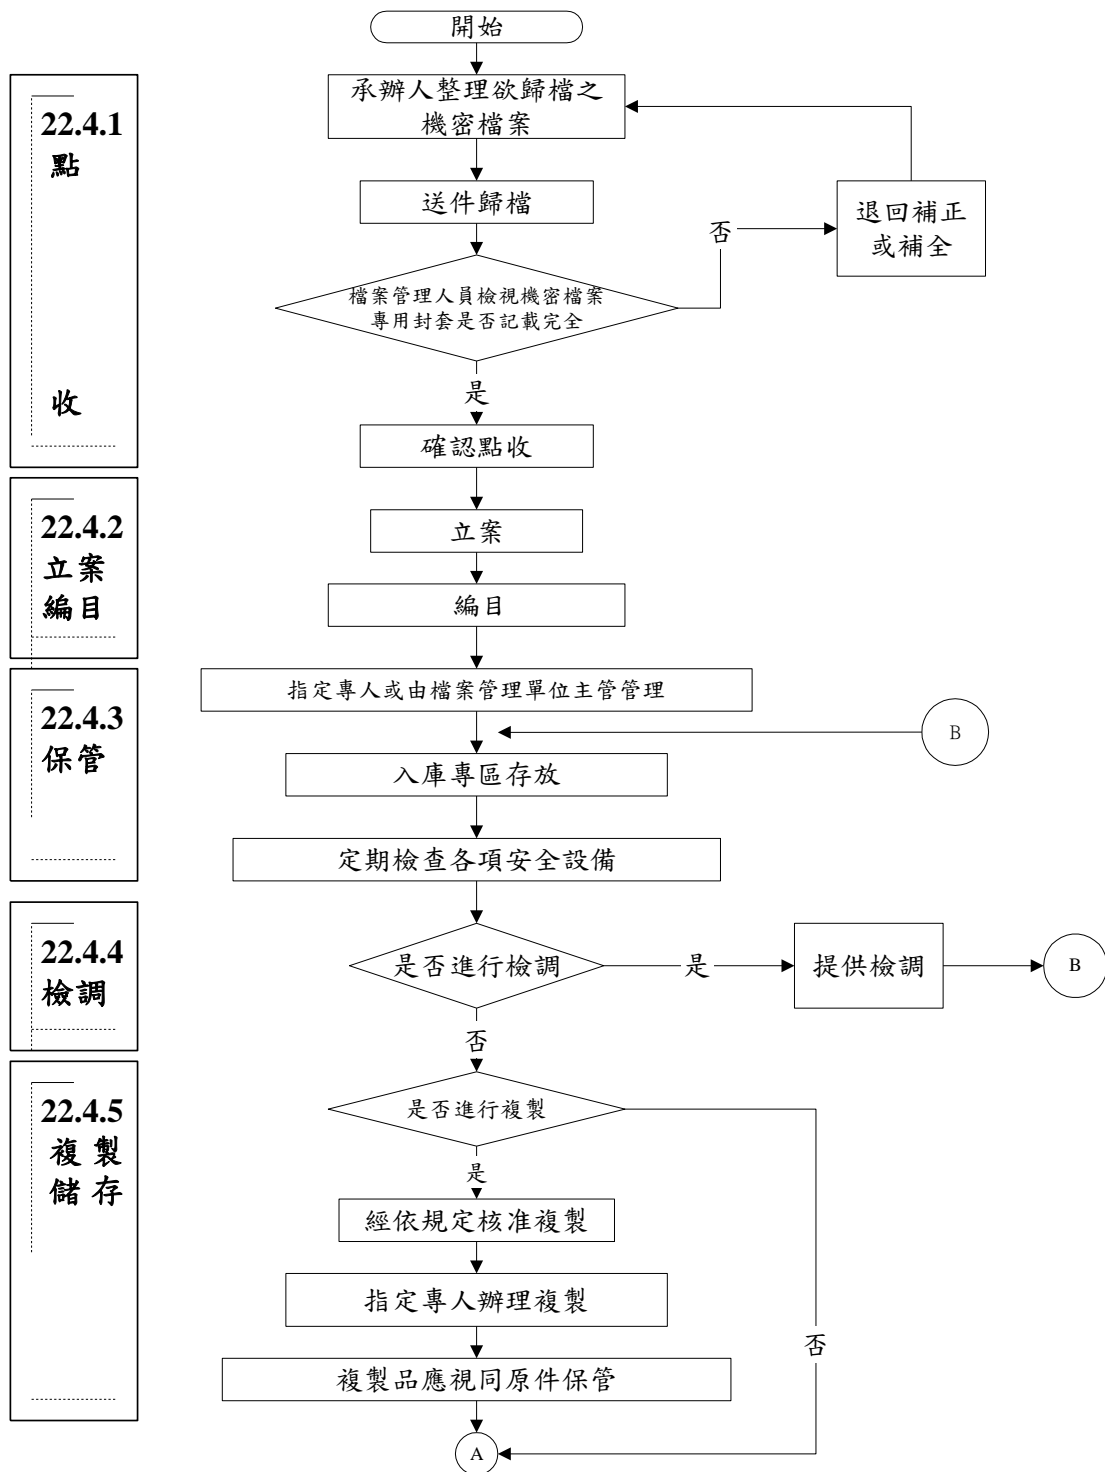 開始
22.4.1
點
收
承辦人整理欲歸檔之
機密檔案
送件歸檔
退回補正
或補全
否
檔案管理人員檢視機密檔案
專用封套是否記載完全
是
確認點收
22.4.2
立案
編目
立案
編目
22.4.3
保管
指定專人或由檔案管理單位主管管理
B
入庫專區存放
定期檢查各項安全設備
22.4.4
檢調
是否進行檢調
是
提供檢調
B
否
22.4.5
複製
儲存
是否進行複製
是
經依規定核准複製
指定專人辦理複製
否
複製品應視同原件保管
A